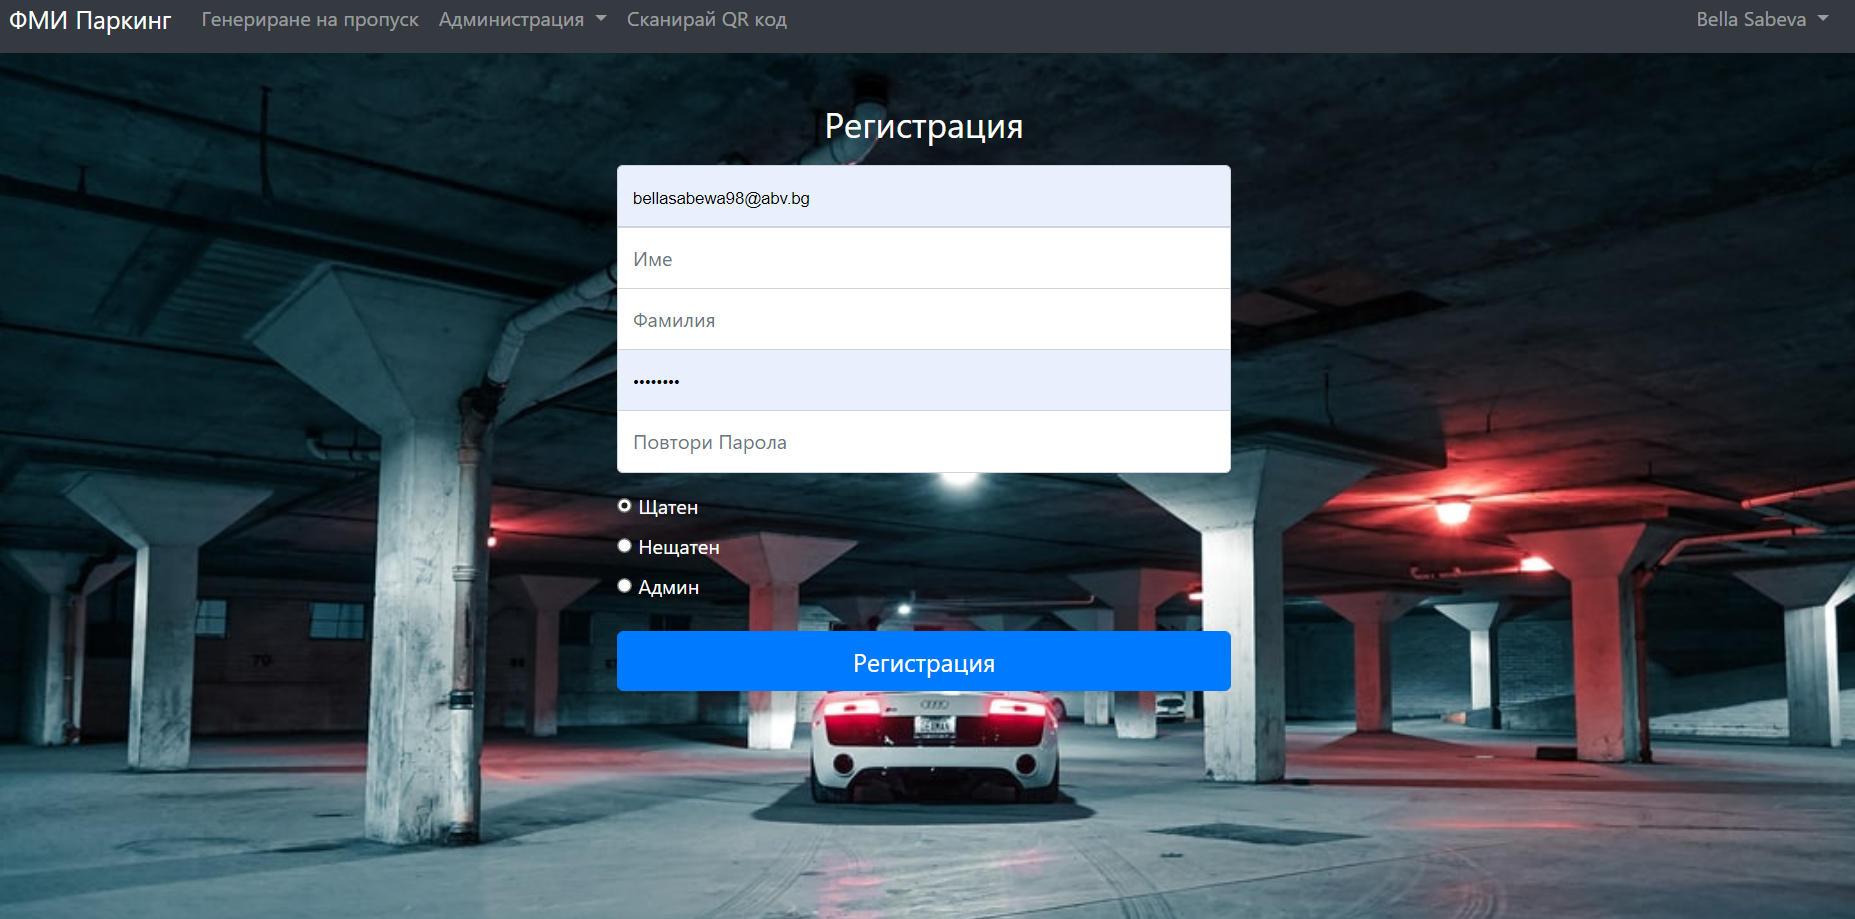 ФМИ Паркинг Генериране на пропуск Администрация Сканирай QR код Bella Sabeva
Регистрация
bellasabewa98@abv.bg
Име
Фамилия
••••••••
Повтори Парола
Щатен
Нещатен
Админ
Регистрация